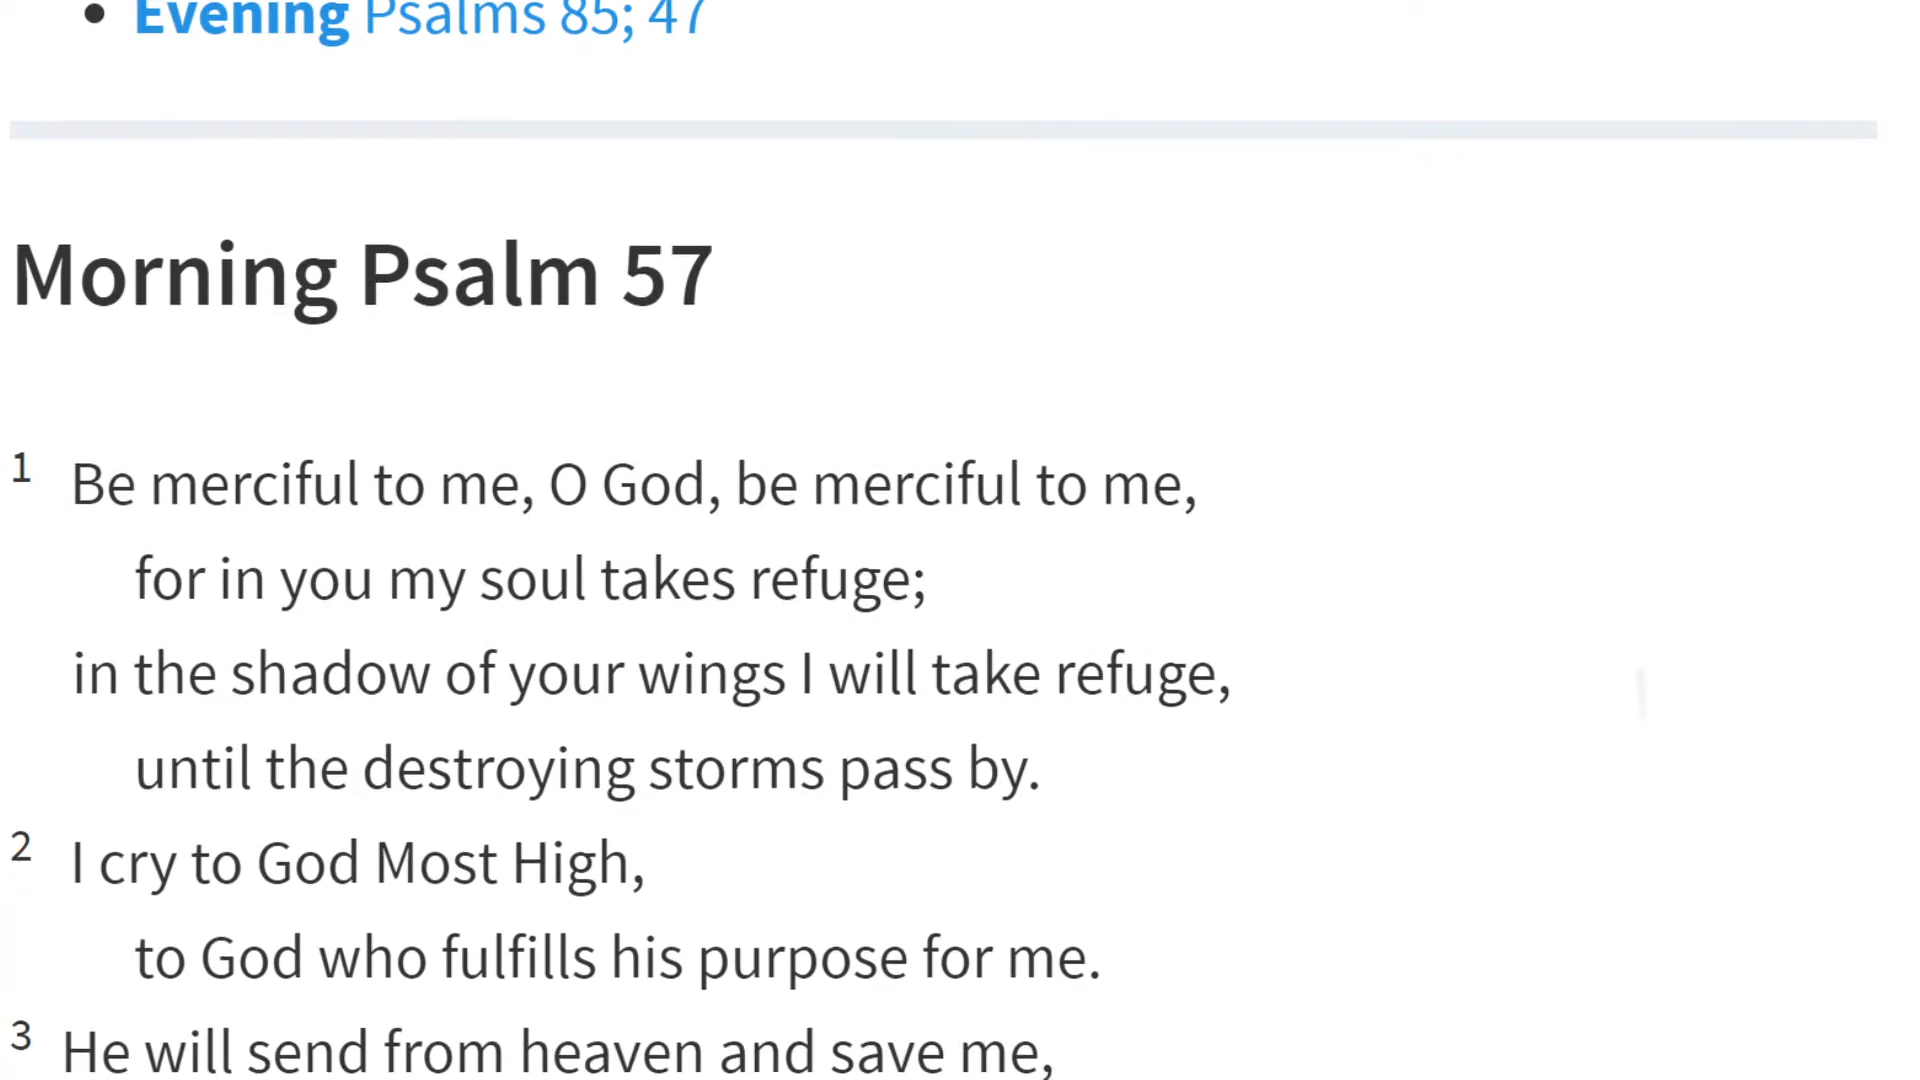 • Evening Psalms 85; 47
Morning Psalm 57
1 Be merciful to me, O God, be merciful to me,
for in you my soul takes refuge;
in the shadow of your wings I will take refuge,
until the destroying storms pass by.
2 I cry to God Most High,
to God who fulfills his purpose for me.
3 He will send from heaven and save me,